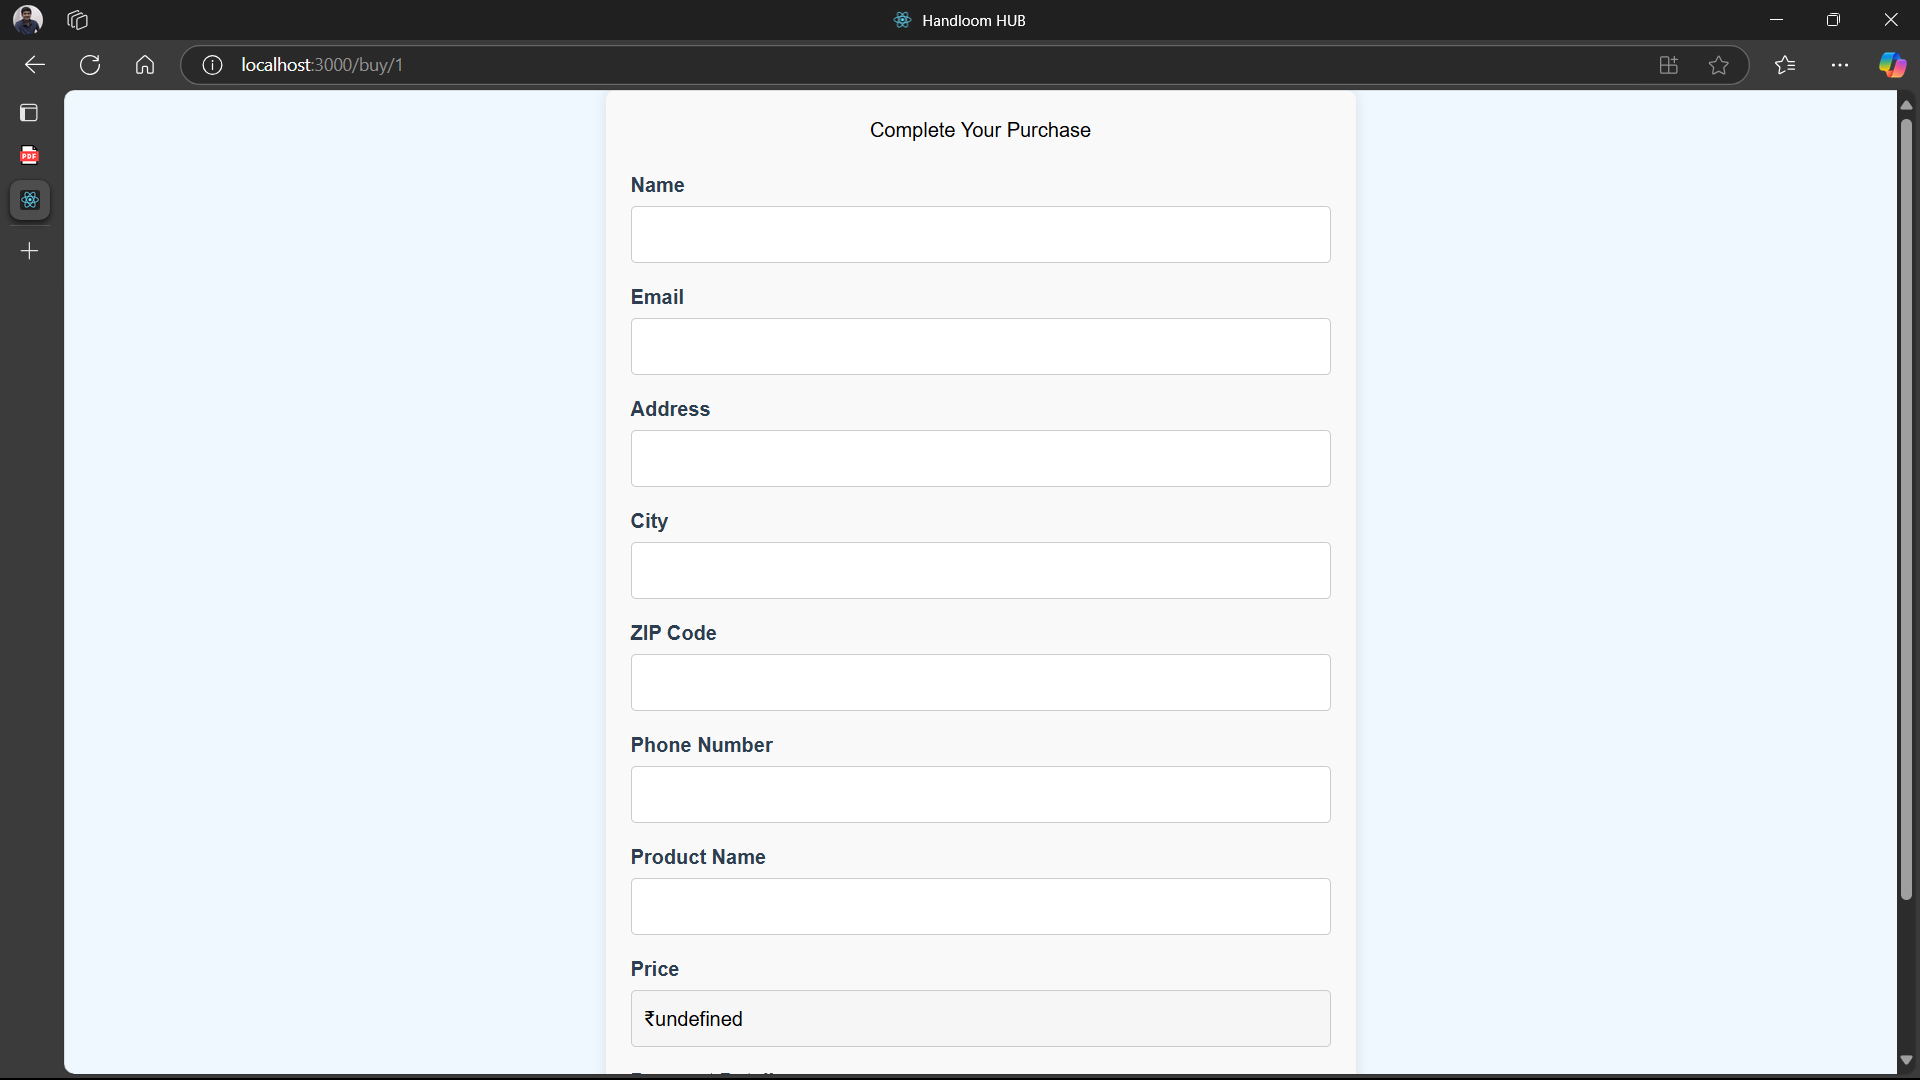 Handloom HUB
localhost:3000/buy/1
PDF
Complete Your Purchase
Name
Email
Address
City
ZIP Code
Phone Number
Product Name
Price
₹undefined